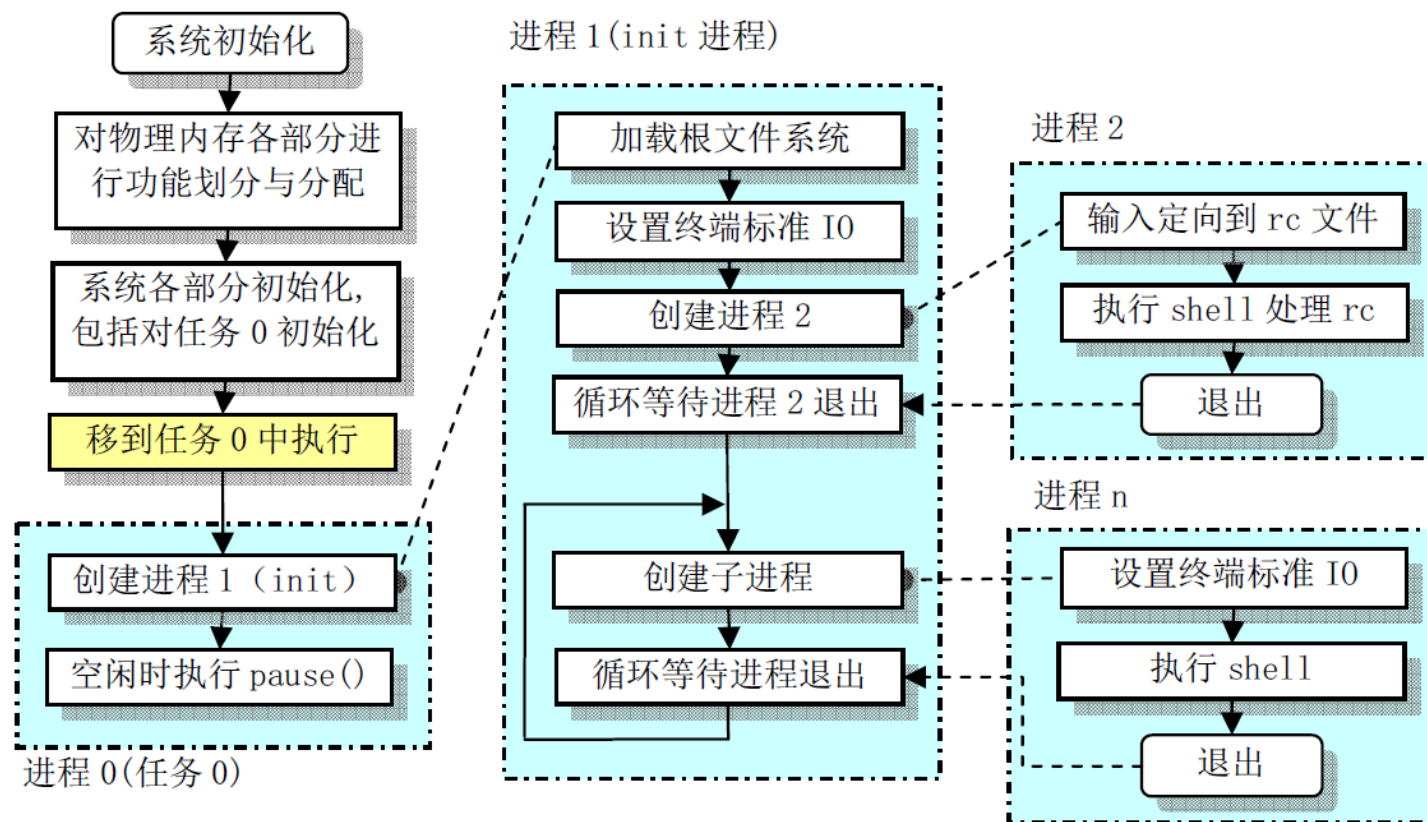 系统初始化
对物理内存各部分进
行功能划分与分配
系统各部分初始化,
包括对任务 0 初始化
移到任务 0 中执行
创建进程 1（init）
空闲时执行 pause()
进程 0(任务 0)
进程 1(init 进程)
加载根文件系统
设置终端标准 IO
创建进程 2
循环等待进程 2 退出
创建子进程
循环等待进程退出
进程 2
输入定向到 rc 文件
执行 shell 处理 rc
退出
进程 n
设置终端标准 IO
执行 shell
退出